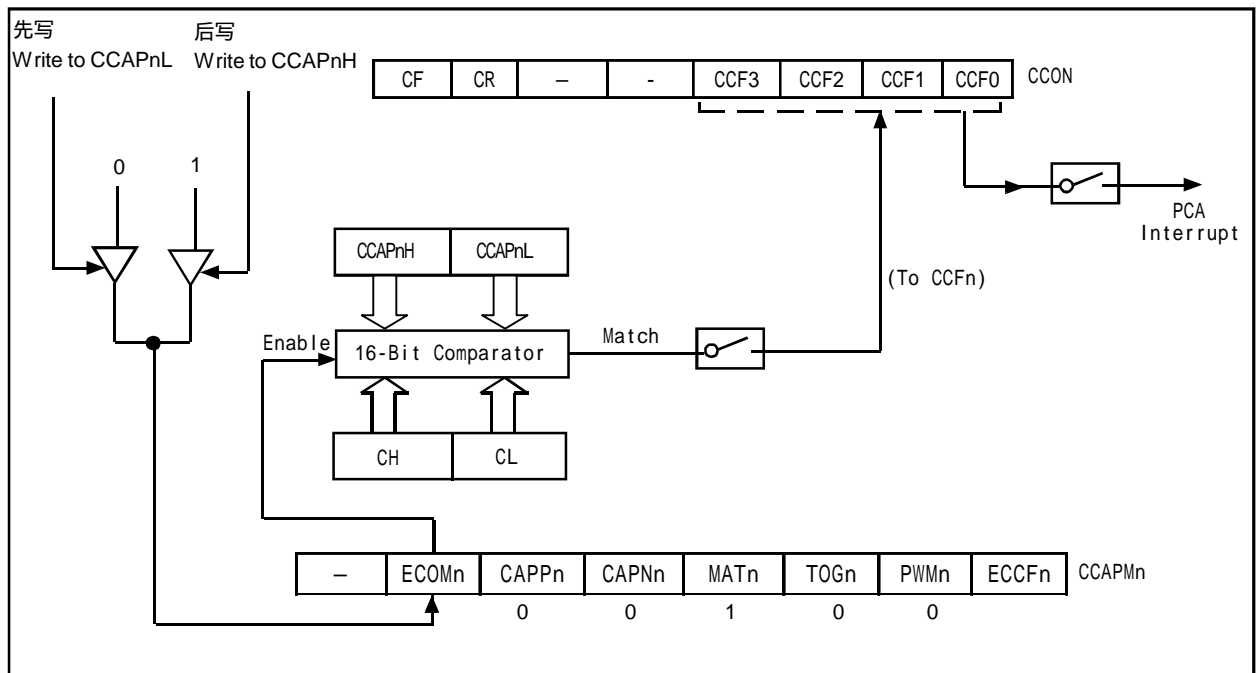 先写
Write to CCAPnL
后写
Write to CCAPnH
CF CR – - CCF3 CCF2 CCF1 CCF0 CCON
0 1
PCA
Interrupt
CCAPnH CCAPnL
(To CCFn)
Enable 16-Bit Comparator Match
CH CL
– ECOMn CAPPn CAPNn MATn TOGn PWMn ECCFn CCAPMn
0 0 1 0 0